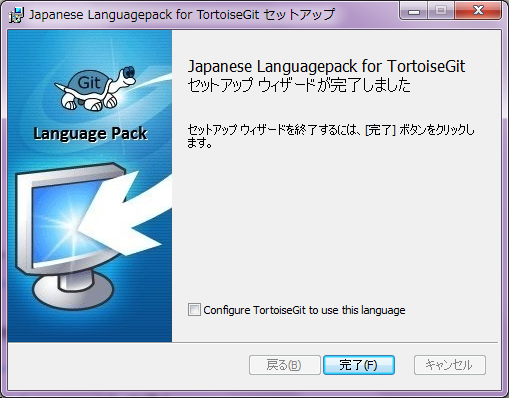 Japanese Languagepack for TortoiseGit セットアップ
Git
Language Pack
Japanese Languagepack for TortoiseGit
セットアップ ウィザードが完了しました
セットアップ ウィザードを終了するには、[完了] ボタンをクリックし
ます。
Configure TortoiseGit to use this language
戻る(B)
完了(F)
キャンセル